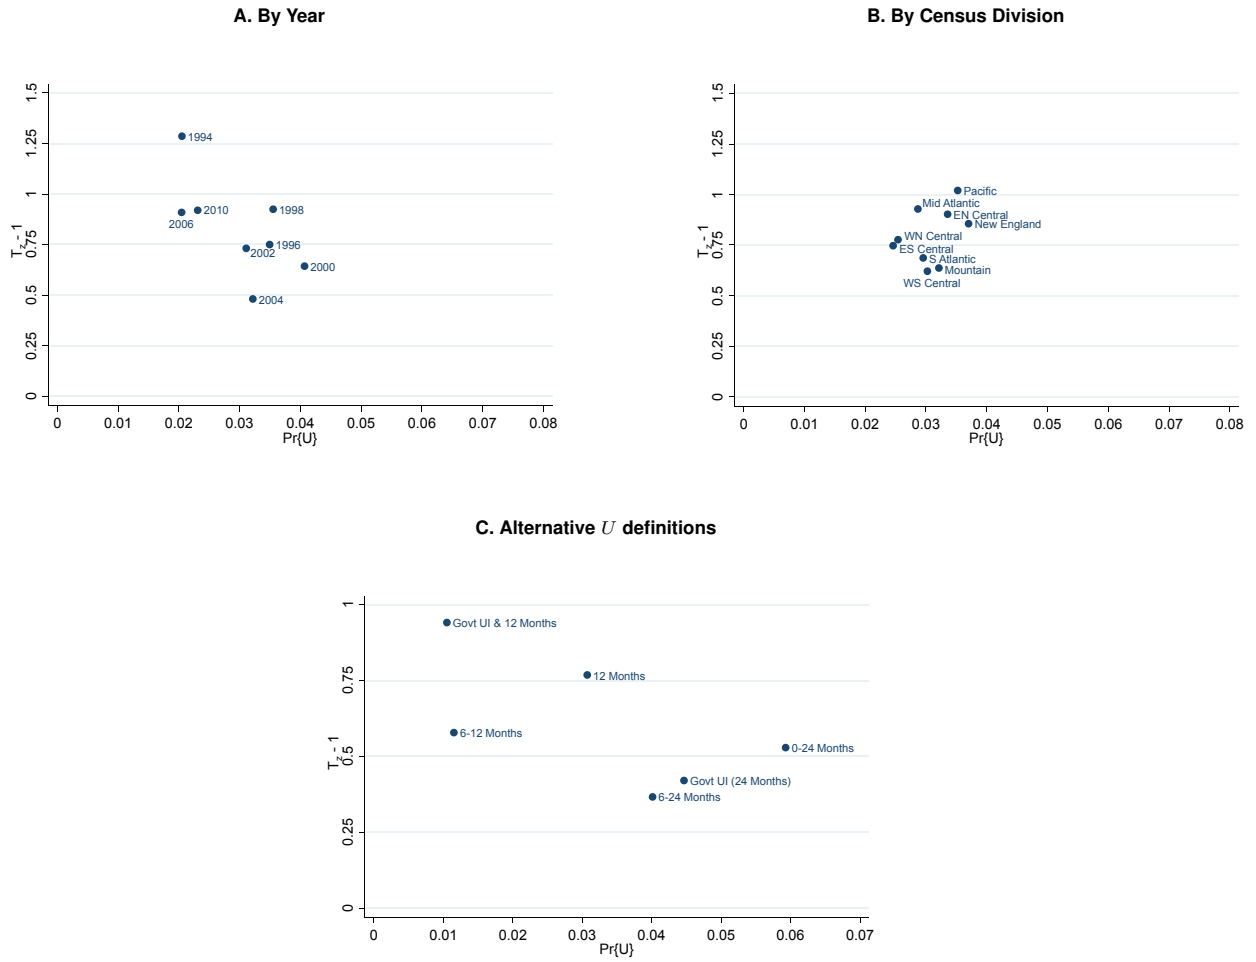 A. By Year
1.5
1.25
1
0.75
0.5
0.25
0
T_z - 1
1994
2010
2006
1998
1996
2002
2000
2004
0 0.01 0.02 0.03 0.04 0.05 0.06 0.07 0.08
Pr{U}
B. By Census Division
1.5
1.25
1
0.75
0.5
0.25
0
T_z - 1
Pacific
Mid Atlantic
EN Central
New England
WN Central
ES Central
S Atlantic
Mountain
WS Central
0 0.01 0.02 0.03 0.04 0.05 0.06 0.07 0.08
Pr{U}
C. Alternative U definitions
1
0.75
0.5
0.25
0
T_z - 1
Govt UI & 12 Months
12 Months
6-12 Months
0-24 Months
Govt UI (24 Months)
6-24 Months
0 0.01 0.02 0.03 0.04 0.05 0.06 0.07
Pr{U}